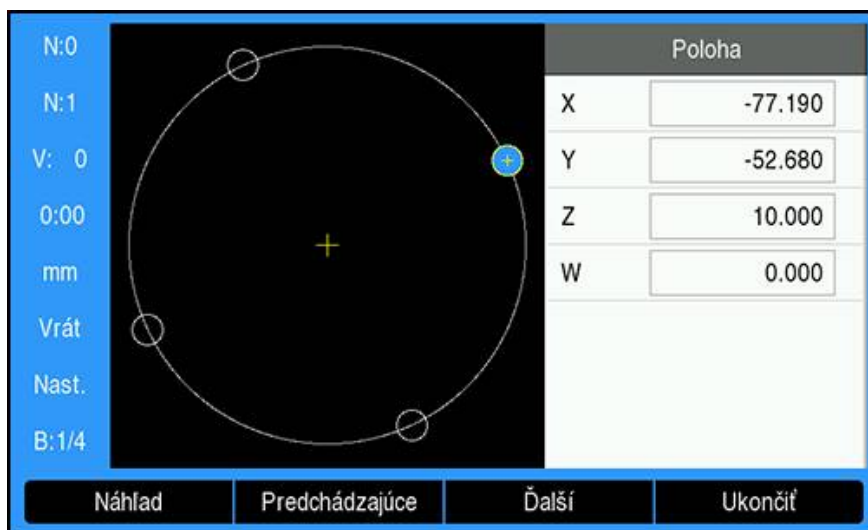 N:0
N:1
V: 0
0:00
mm
Vrát
Nast.
B:1/4
Poloha
X -77.190
Y -52.680
Z 10.000
W 0.000
Náhľad Predchádzajúce Ďalší Ukončiť